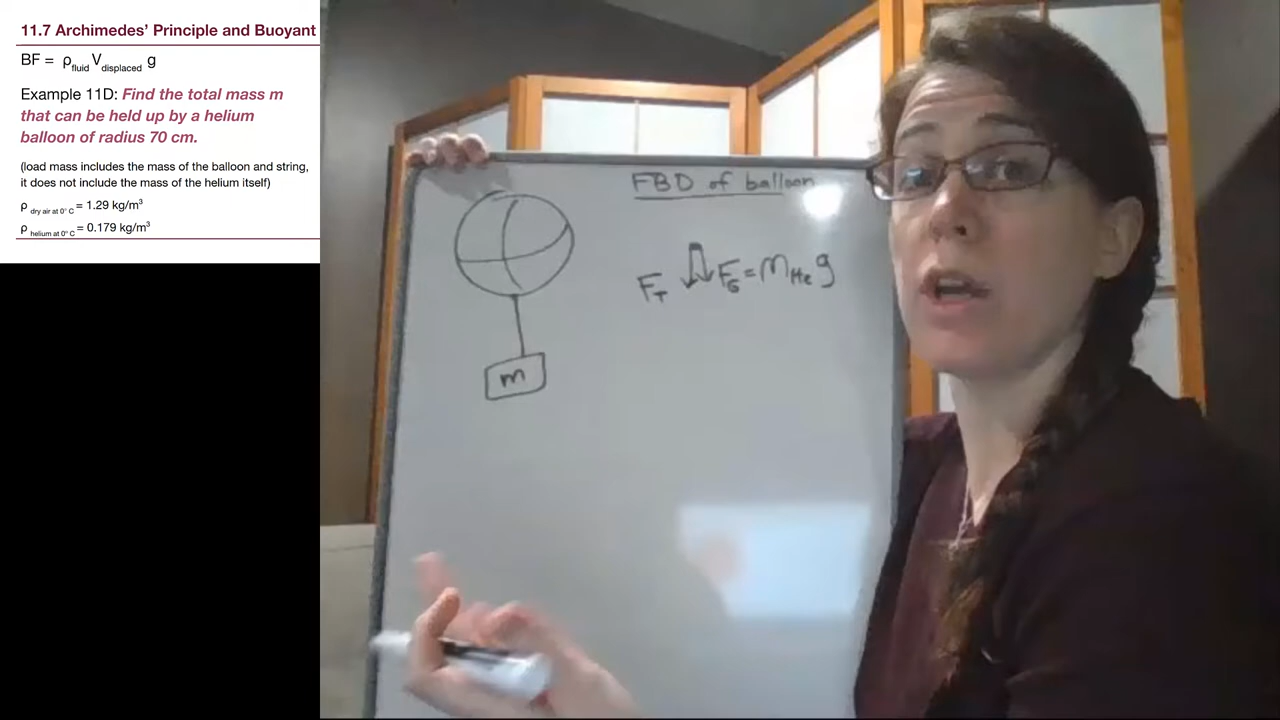 11.7 Archimedes' Principle and Buoyant
BF = ρfluid Vdisplaced g
Example 11D: Find the total mass m
that can be held up by a helium
balloon of radius 70 cm.
(load mass includes the mass of the balloon and string,
it does not include the mass of the helium itself)
ρ dry air at 0° C = 1.29 kg/m³
ρ helium at 0° C = 0.179 kg/m³
FBD of balloon
FT FG = mHe g
m